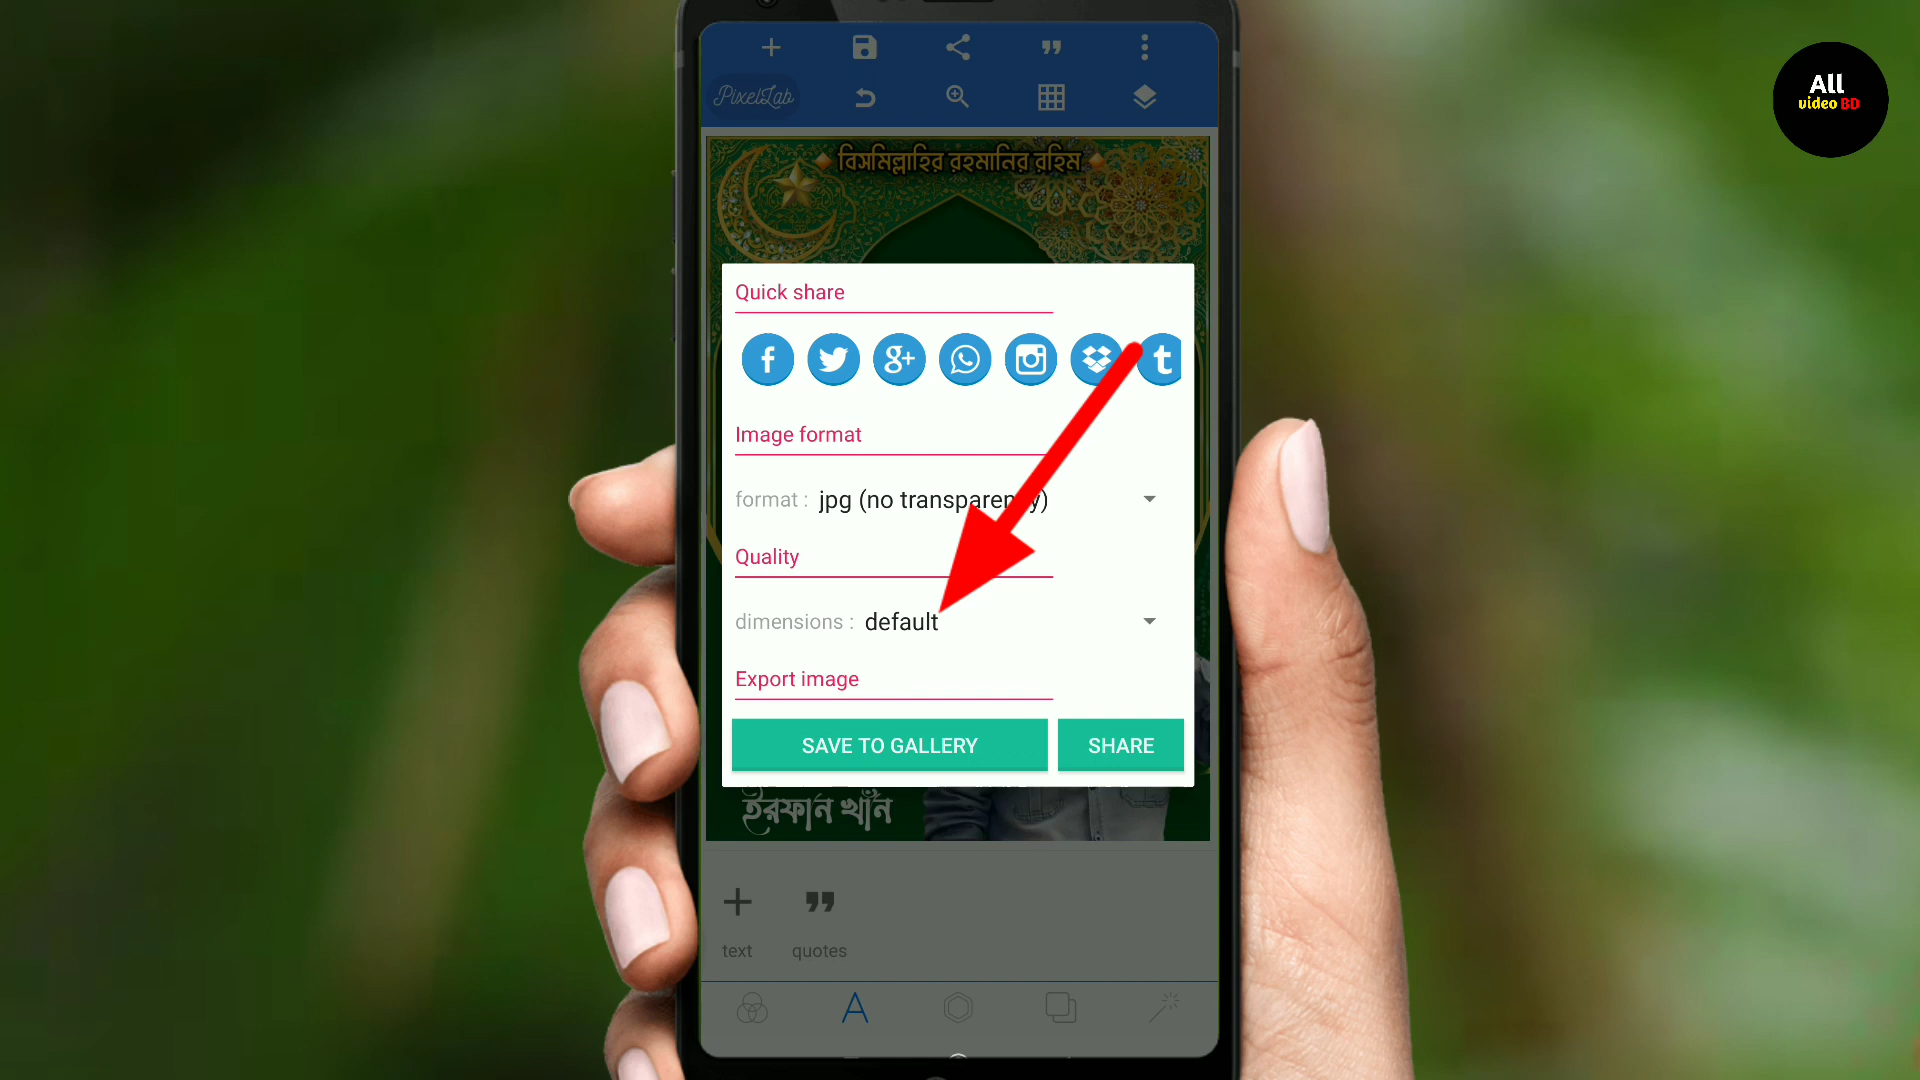 All
video BD
PixelLab
বিসমিল্লাহির রহমানির রহিম
Quick share
Image format
format : jpg (no transparency)
Quality
dimensions : default
Export image
SAVE TO GALLERY
SHARE
ইরফান খাঁন
text
quotes